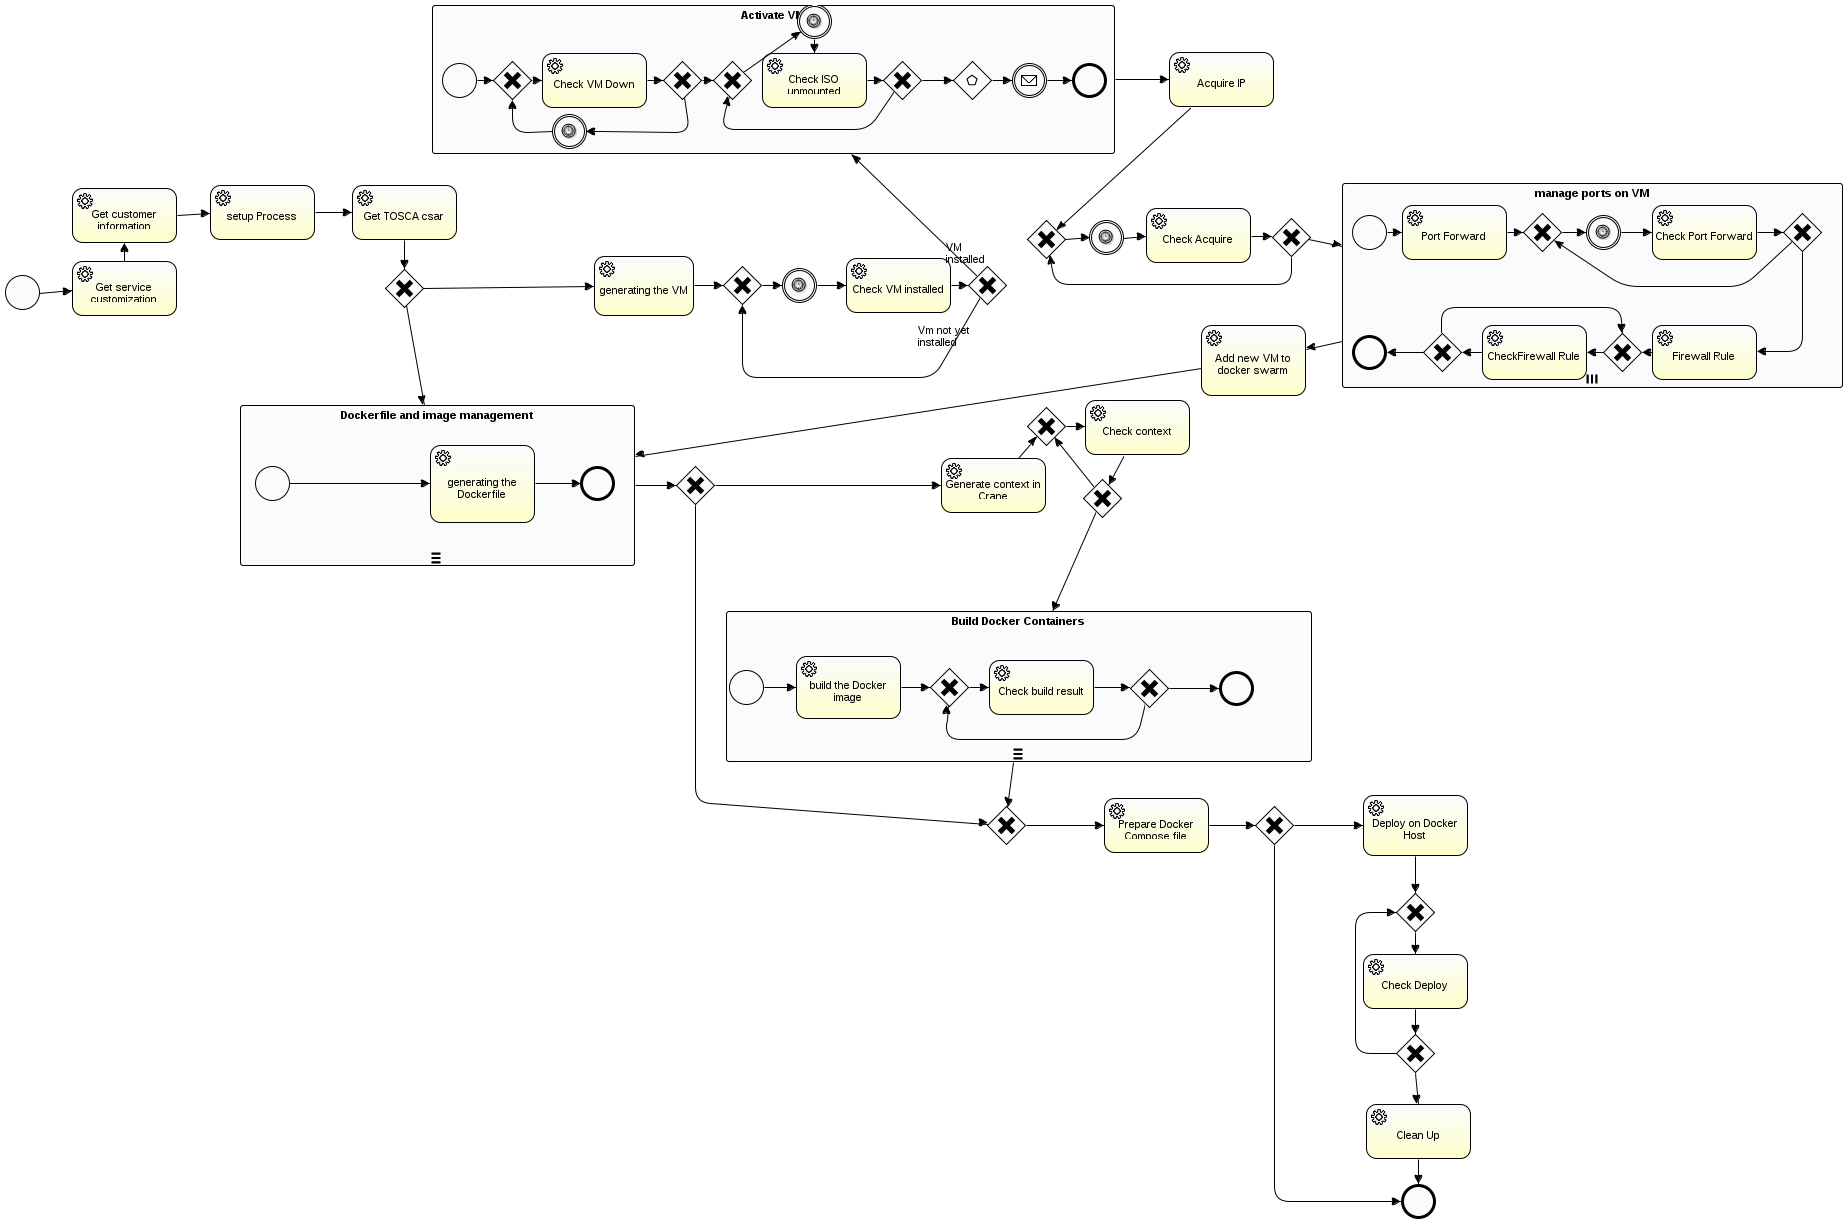 Activate VM
Check VM Down
Check ISO
unmounted
Acquire IP
Get customer
information
setup Process
Get TOSCA csar
manage ports on VM
Port Forward
Check Port Forward
Check Acquire
VM
installed
Get service
customization
generating the VM
Check VM installed
Vm not yet
installed
Add new VM to
docker swarm
CheckFirewall Rule
Firewall Rule
Dockerfile and image management
generating the
Dockerfile
Check context
Generate context in
Crane
Build Docker Containers
build the Docker
image
Check build result
Prepare Docker
Compose file
Deploy on Docker
Host
Check Deploy
Clean Up